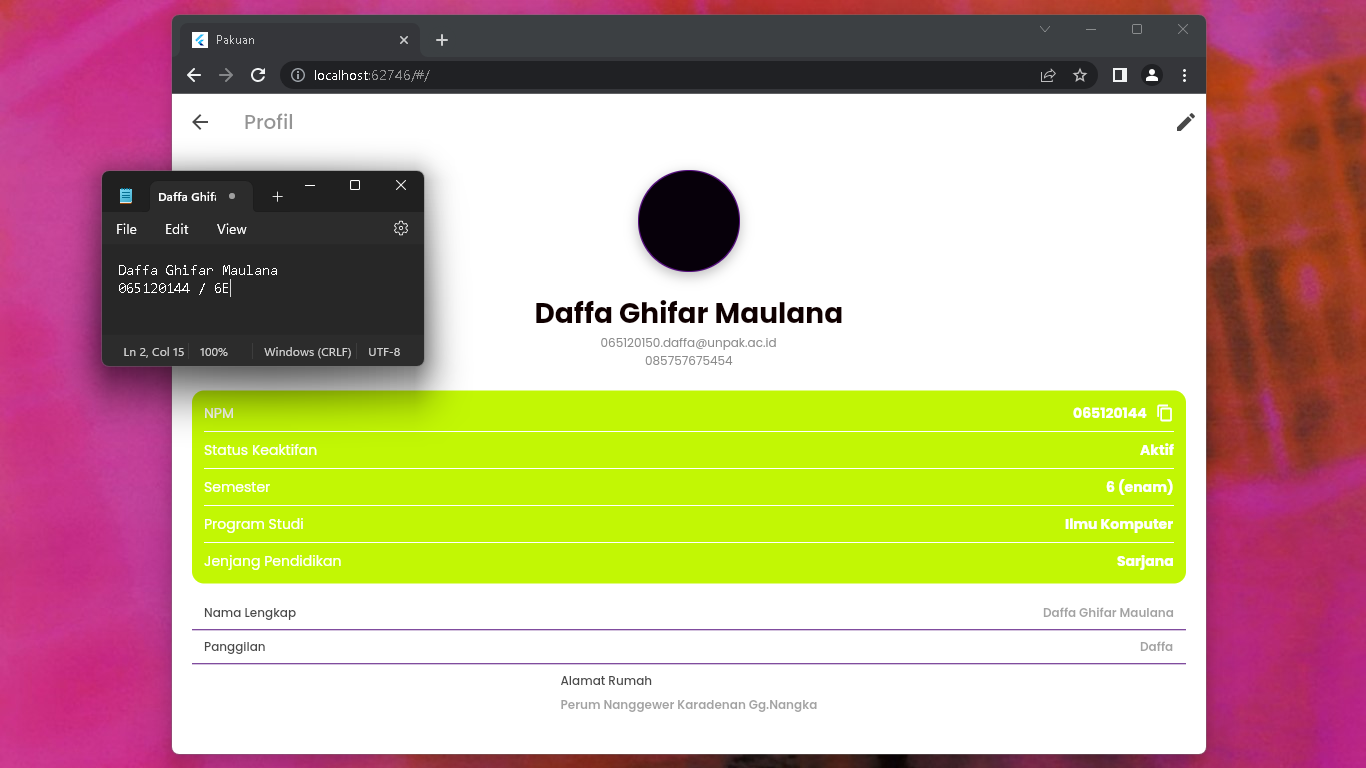 Pakuan
localhost:62746/#/
Profil
Daffa Ghifa
File Edit View
Daffa Ghifar Maulana
065120144 / 6E
Ln 2, Col 15 100% Windows (CRLF) UTF-8
Daffa Ghifar Maulana
065120150.daffa@unpak.ac.id
085757675454
NPM 065120144
Status Keaktifan Aktif
Semester 6 (enam)
Program Studi Ilmu Komputer
Jenjang Pendidikan Sarjana
Nama Lengkap Daffa Ghifar Maulana
Panggilan Daffa
Alamat Rumah
Perum Nanggewer Karadenan Gg.Nangka